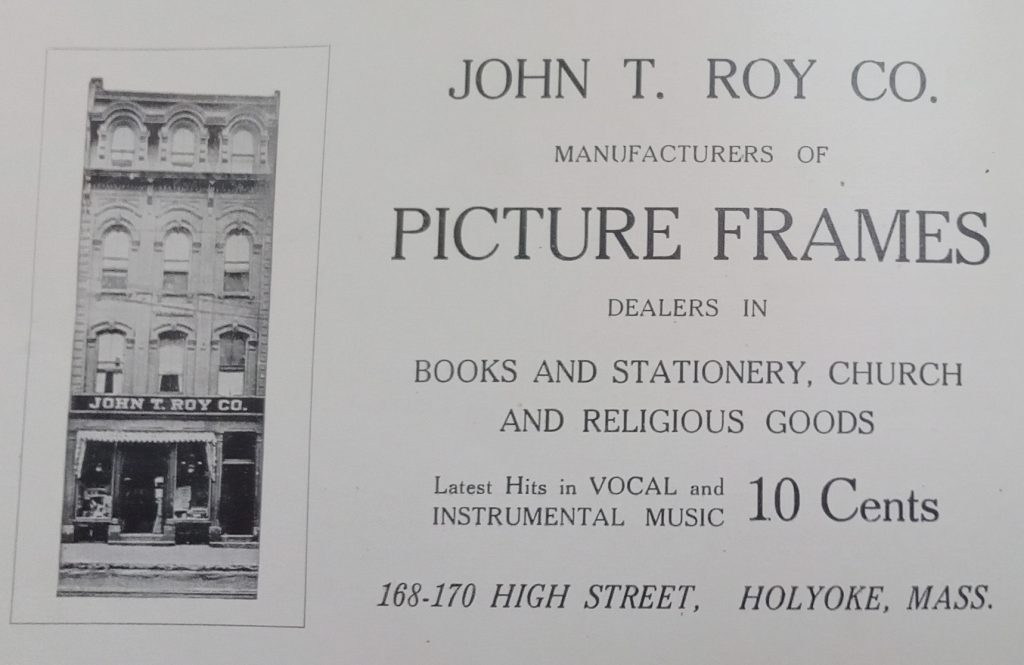 JOHN T. ROY CO.
JOHN T. ROY CO.
MANUFACTURERS OF
PICTURE FRAMES
DEALERS IN
BOOKS AND STATIONERY, CHURCH
AND RELIGIOUS GOODS
Latest Hits in VOCAL and
INSTRUMENTAL MUSIC
10 Cents
168-170 HIGH STREET, HOLYOKE, MASS.